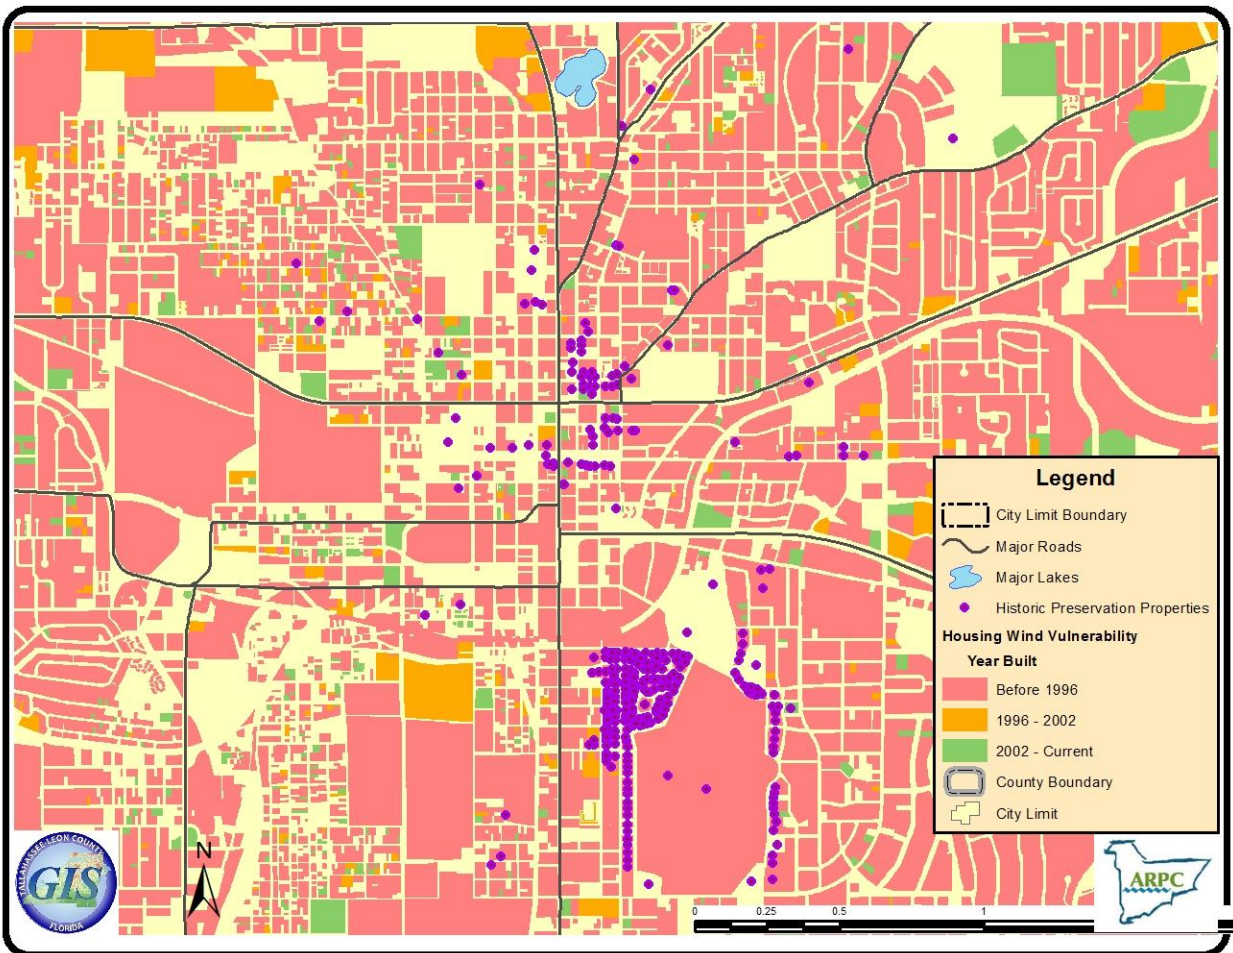 Legend
City Limit Boundary
Major Roads
Major Lakes
Historic Preservation Properties
Housing Wind Vulnerability
Year Built
Before 1996
1996 - 2002
2002 - Current
County Boundary
City Limit
N
TALLAHASSEE-LEON COUNTY
GIS
FLORIDA
0 0.25 0.5 1
ARPC